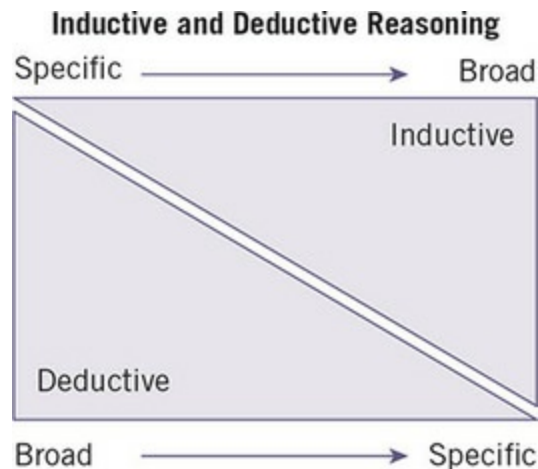 Inductive and Deductive Reasoning
Specific Broad
Inductive
Deductive
Broad Specific